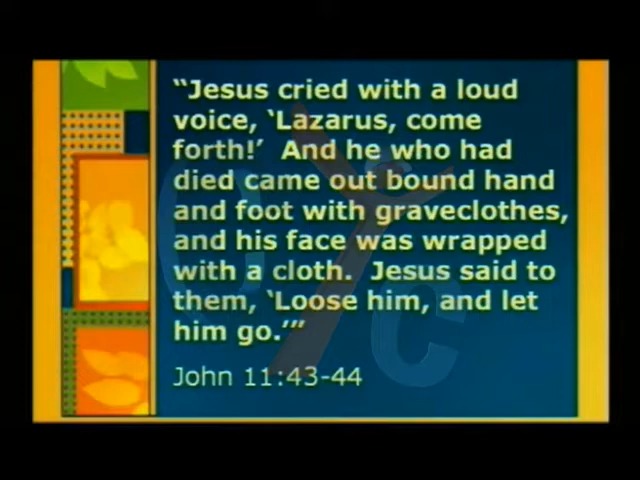 “Jesus cried with a loud
voice, ‘Lazarus, come
forth!’  And he who had
died came out bound hand
and foot with graveclothes,
and his face was wrapped
with a cloth.  Jesus said to
them, ‘Loose him, and let
him go.’”
John 11:43-44